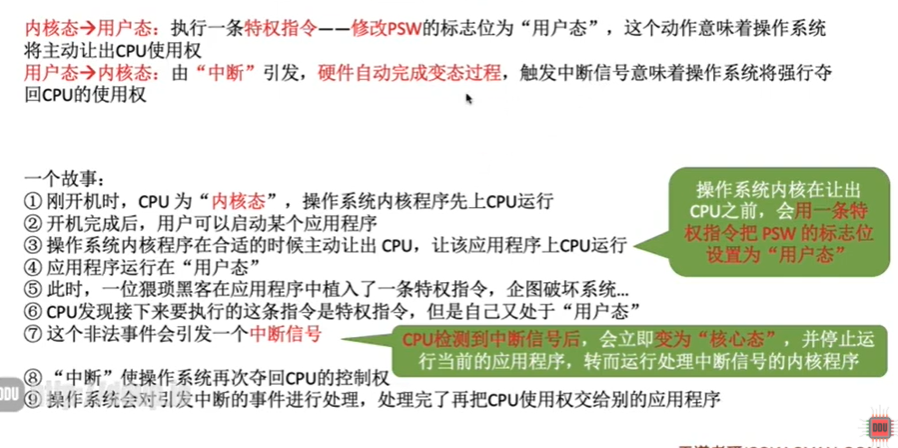 内核态→用户态：执行一条特权指令——修改PSW的标志位为“用户态”，这个动作意味着操作系统
将主动让出CPU使用权
用户态→内核态：由“中断”引发，硬件自动完成变态过程，触发中断信号意味着操作系统将强行夺
回CPU的使用权
一个故事：
① 刚开机时，CPU 为“内核态”，操作系统内核程序先上CPU运行
② 开机完成后，用户可以启动某个应用程序
③ 操作系统内核程序在合适的时候主动让出 CPU，让该应用程序上CPU运行
④ 应用程序运行在“用户态”
⑤ 此时，一位猥琐黑客在应用程序中植入了一条特权指令，企图破坏系统...
⑥ CPU发现接下来要执行的这条指令是特权指令，但是自己又处于“用户态”
⑦ 这个非法事件会引发一个中断信号
⑧ “中断”使操作系统再次夺回CPU的控制权
⑨ 操作系统会对引发中断的事件进行处理，处理完了再把CPU使用权交给别的应用程序
操作系统内核在让出
CPU之前，会用一条特
权指令把 PSW 的标志位
设置为“用户态”
CPU检测到中断信号后，会立即变为“核心态”，并停止运
行当前的应用程序，转而运行处理中断信号的内核程序